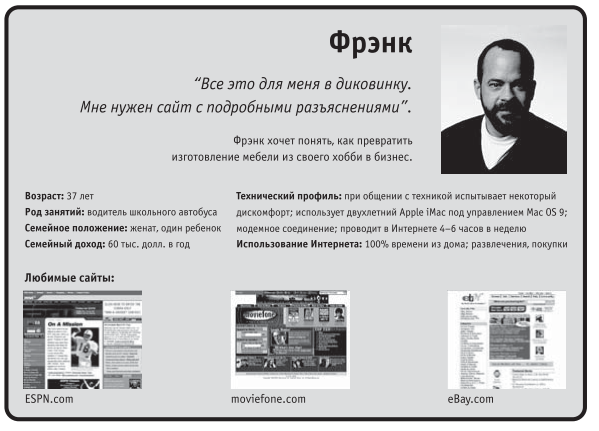 Фрэнк
“Все это для меня в диковинку.
Мне нужен сайт с подробными разъяснениями”.
Фрэнк хочет понять, как превратить
изготовление мебели из своего хобби в бизнес.
Возраст: 37 лет
Род занятий: водитель школьного автобуса
Семейное положение: женат, один ребенок
Семейный доход: 60 тыс. долл. в год
Технический профиль: при общении с техникой испытывает некоторый
дискомфорт; использует двухлетний Apple iMac под управлением Mac OS 9;
модемное соединение; проводит в Интернете 4–6 часов в неделю
Использование Интернета: 100% времени из дома; развлечения, покупки
Любимые сайты:
On A Mission
moviefone
ebY
ESPN.com
moviefone.com
eBay.com